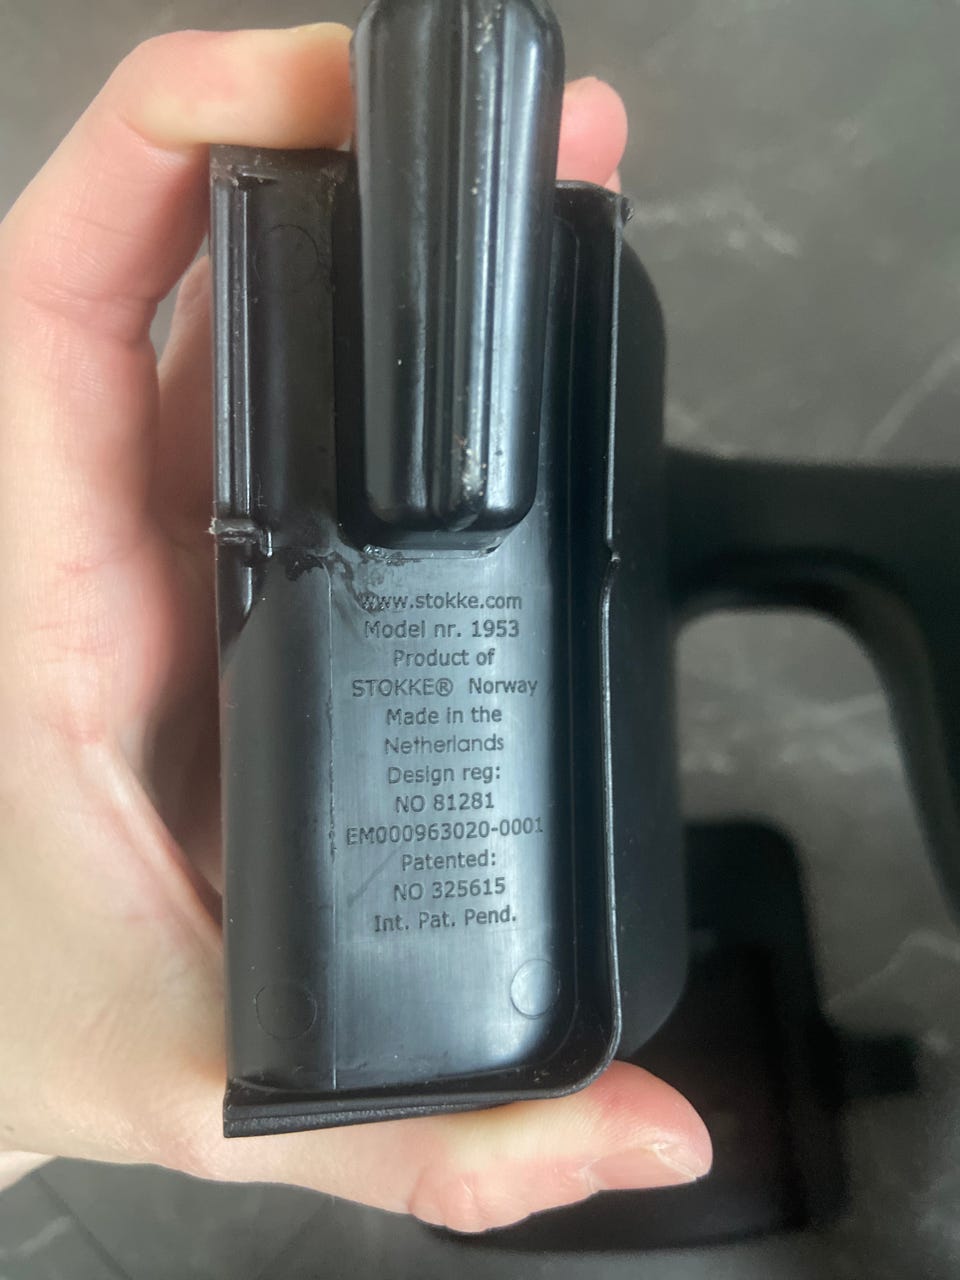 www.stokke.com
Model nr. 1953
Product of
STOKKE® Norway
Made in the
Netherlands
Design reg:
NO 81281
EM000963020-0001
Patented:
NO 325615
Int. Pat. Pend.